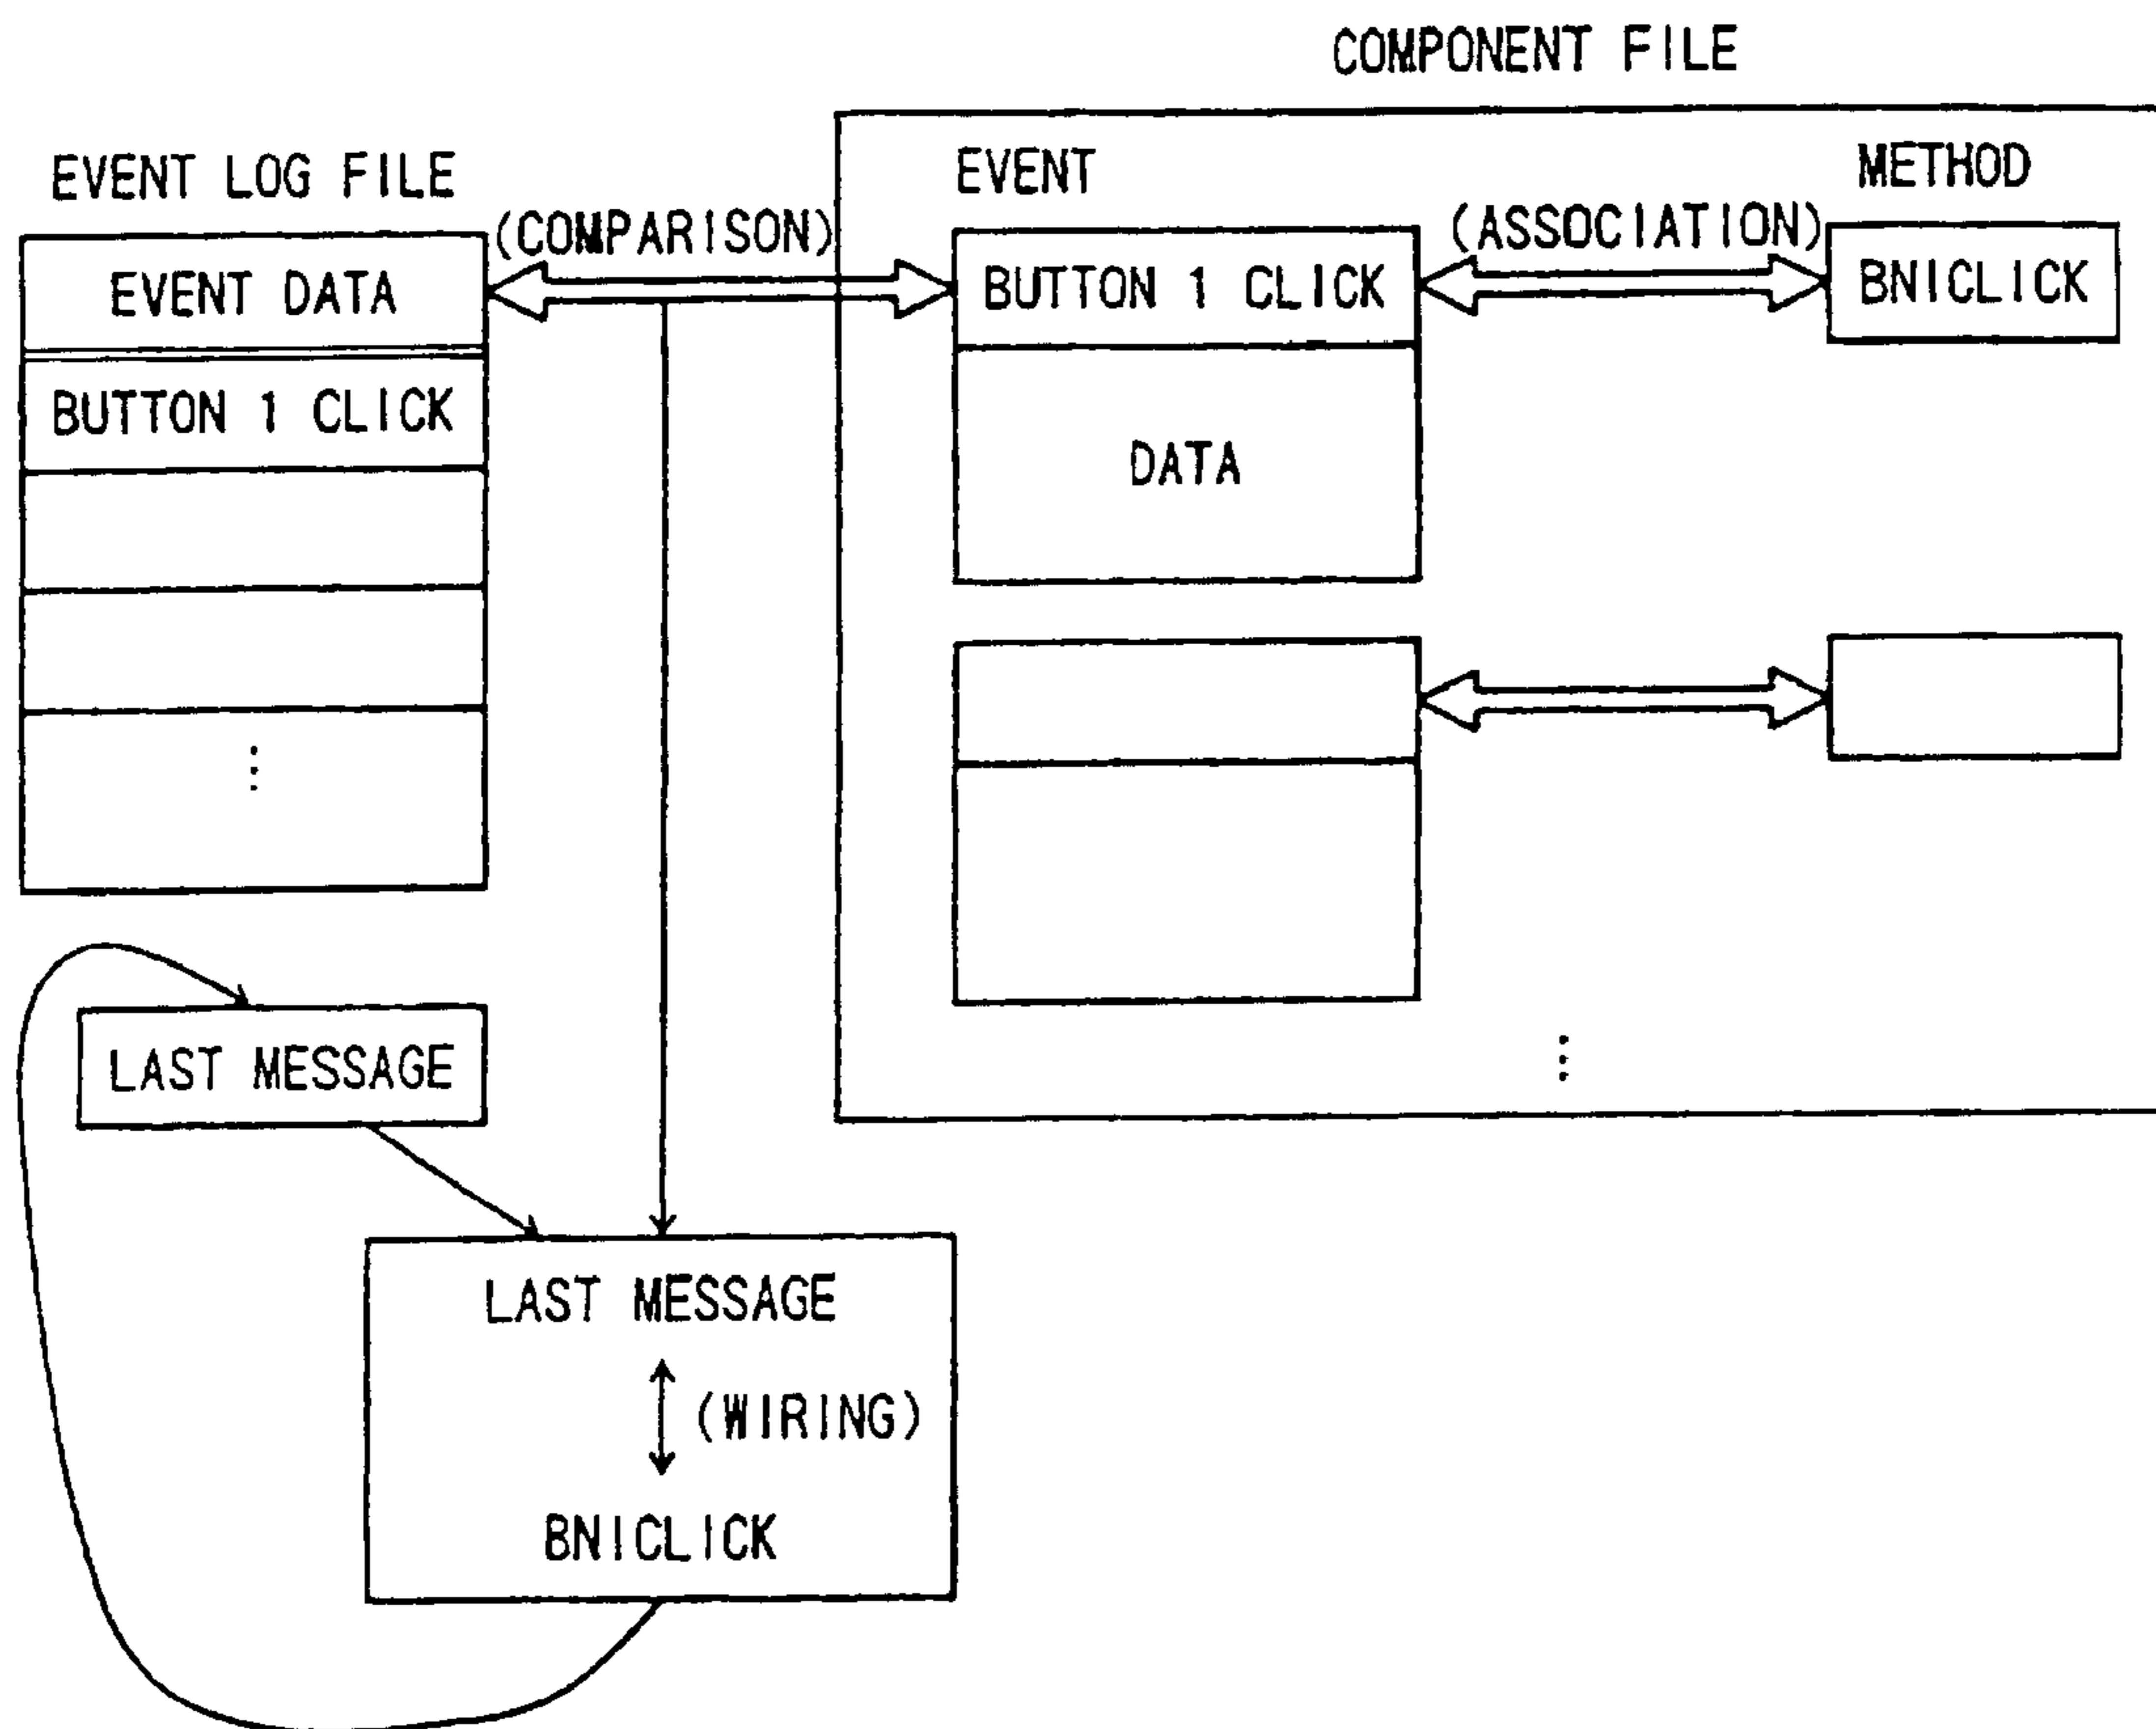 COMPONENT FILE
EVENT LOG FILE
EVENT
METHOD
(COMPARISON)
(ASSOCIATION)
EVENT DATA
BUTTON 1 CLICK
BNICLICK
BUTTON 1 CLICK
DATA
LAST MESSAGE
LAST MESSAGE
(WIRING)
BNICLICK